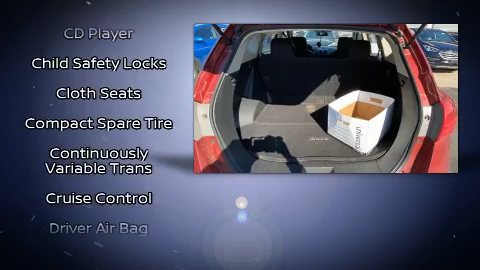 CD Player
Child Safety Locks
Cloth Seats
Compact Spare Tire
Continuously
Variable Trans
Cruise Control
Driver Air Bag